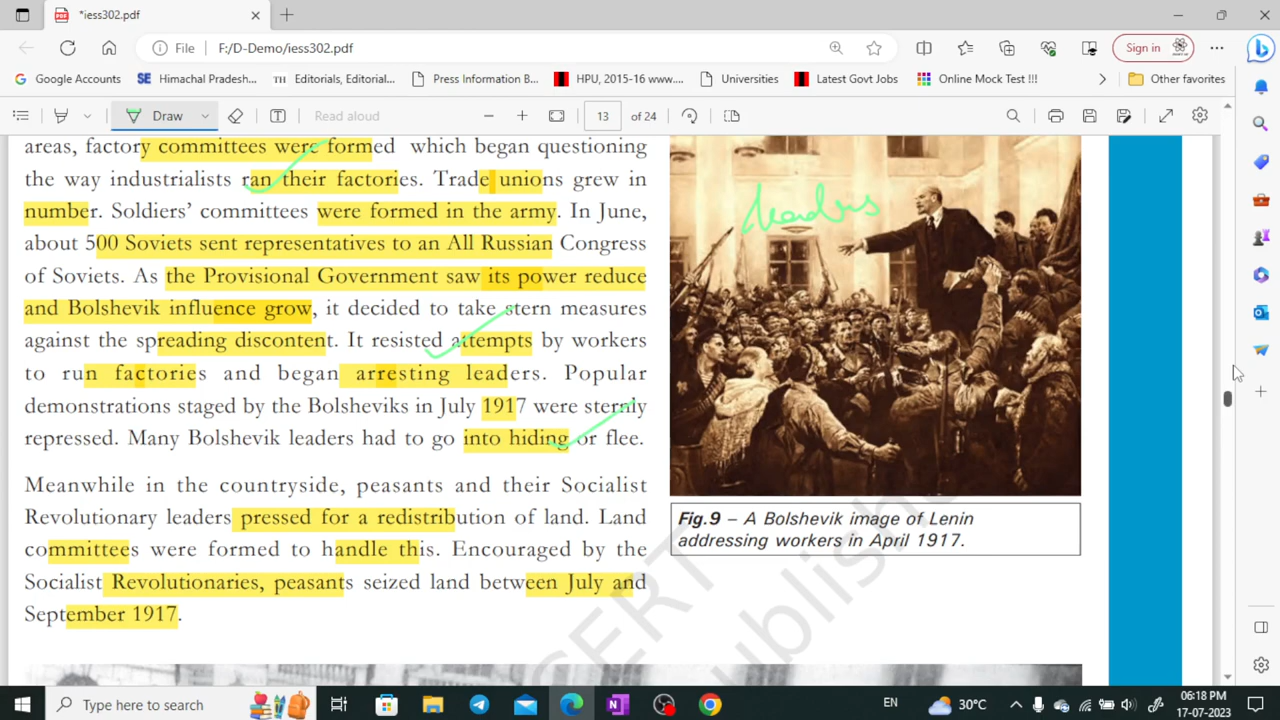 *iess302.pdf
File F:/D-Demo/iess302.pdf Sign in
Google Accounts SE Himachal Pradesh... TH Editorials, Editorial... Press Information B... HPU, 2015-16 www.... Universities Latest Govt Jobs Online Mock Test !!! Other favorites
Draw Read aloud 13 of 24
areas, factory committees were formed which began questioning
the way industrialists ran their factories. Trade unions grew in
number. Soldiers' committees were formed in the army. In June,
about 500 Soviets sent representatives to an All Russian Congress
of Soviets. As the Provisional Government saw its power reduce
and Bolshevik influence grow, it decided to take stern measures
against the spreading discontent. It resisted attempts by workers
to run factories and began arresting leaders. Popular
demonstrations staged by the Bolsheviks in July 1917 were sternly
repressed. Many Bolshevik leaders had to go into hiding or flee.
Meanwhile in the countryside, peasants and their Socialist
Revolutionary leaders pressed for a redistribution of land. Land
committees were formed to handle this. Encouraged by the
Socialist Revolutionaries, peasants seized land between July and
September 1917.
leaders
Fig.9 – A Bolshevik image of Lenin
addressing workers in April 1917.
Type here to search
EN 30°C 06:18 PM
17-07-2023